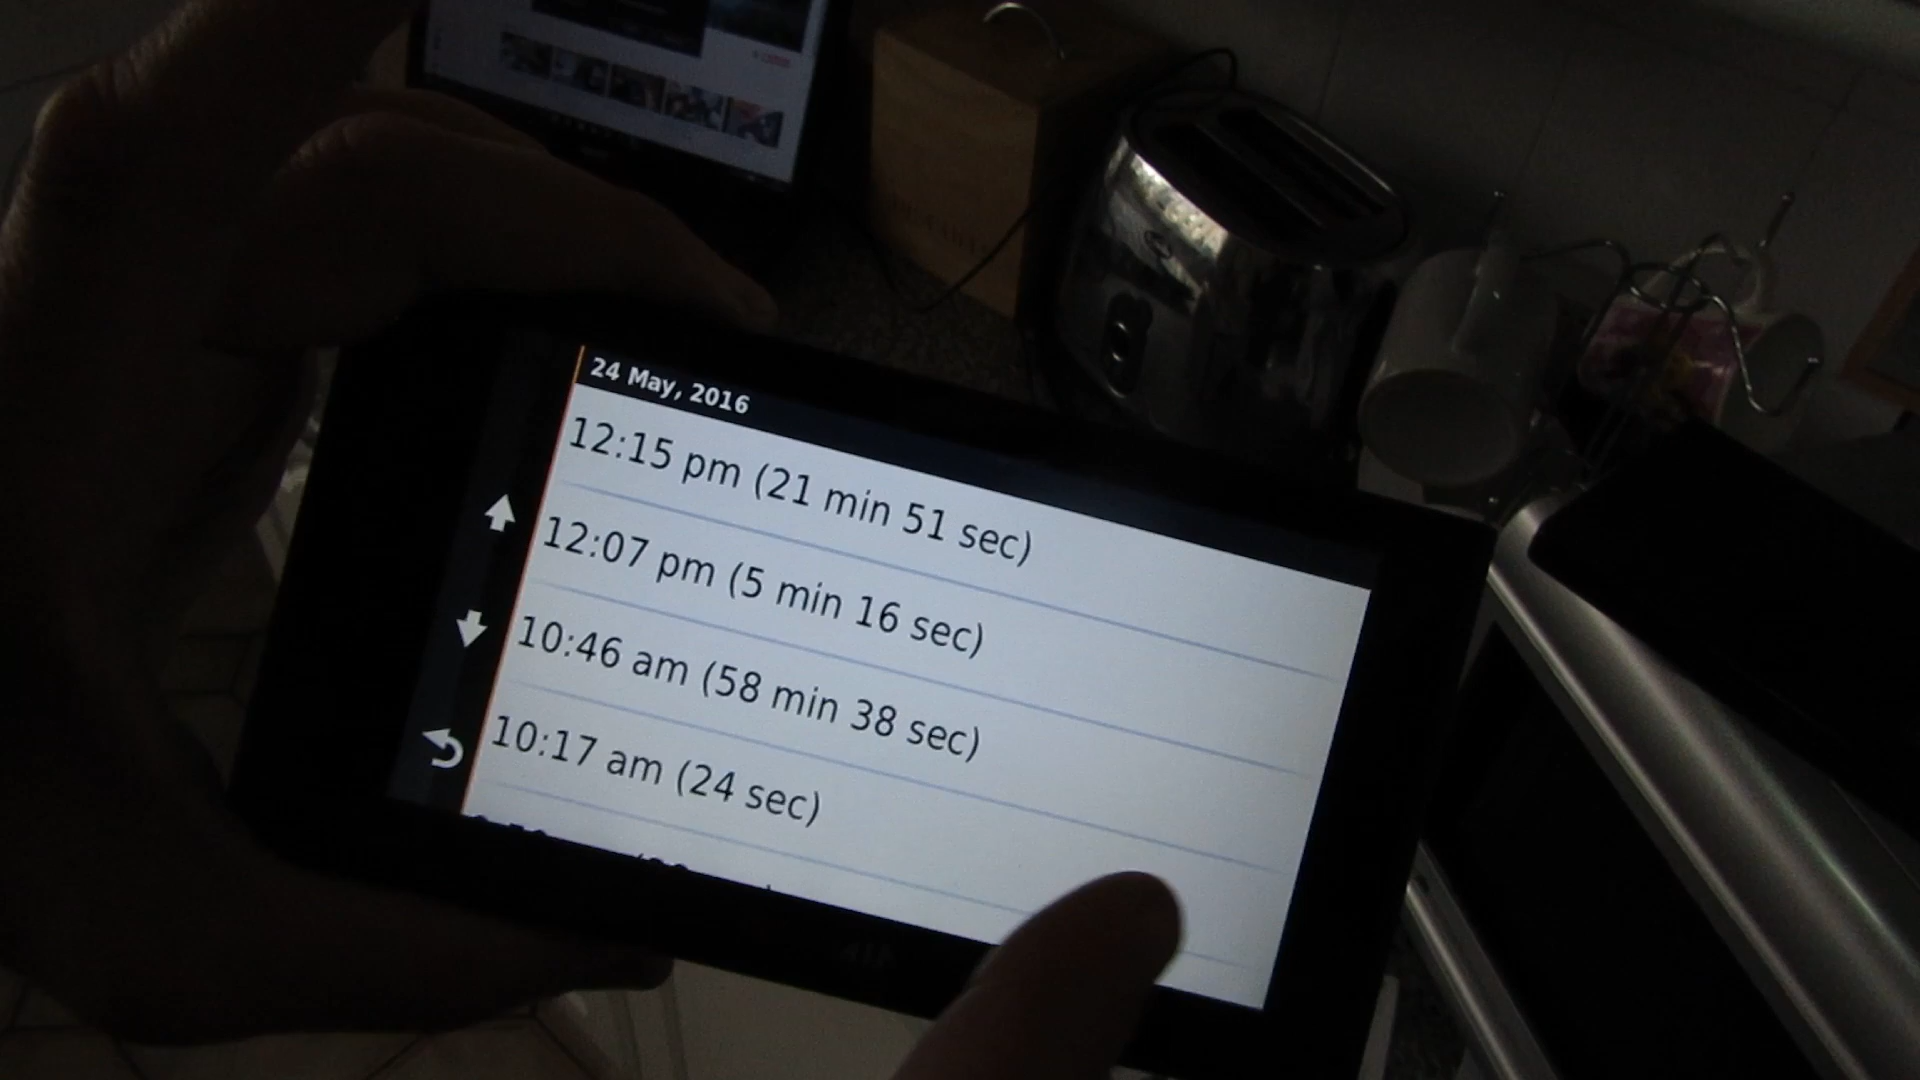 24 May, 2016
12:15 pm (21 min 51 sec)
12:07 pm (5 min 16 sec)
10:46 am (58 min 38 sec)
10:17 am (24 sec)